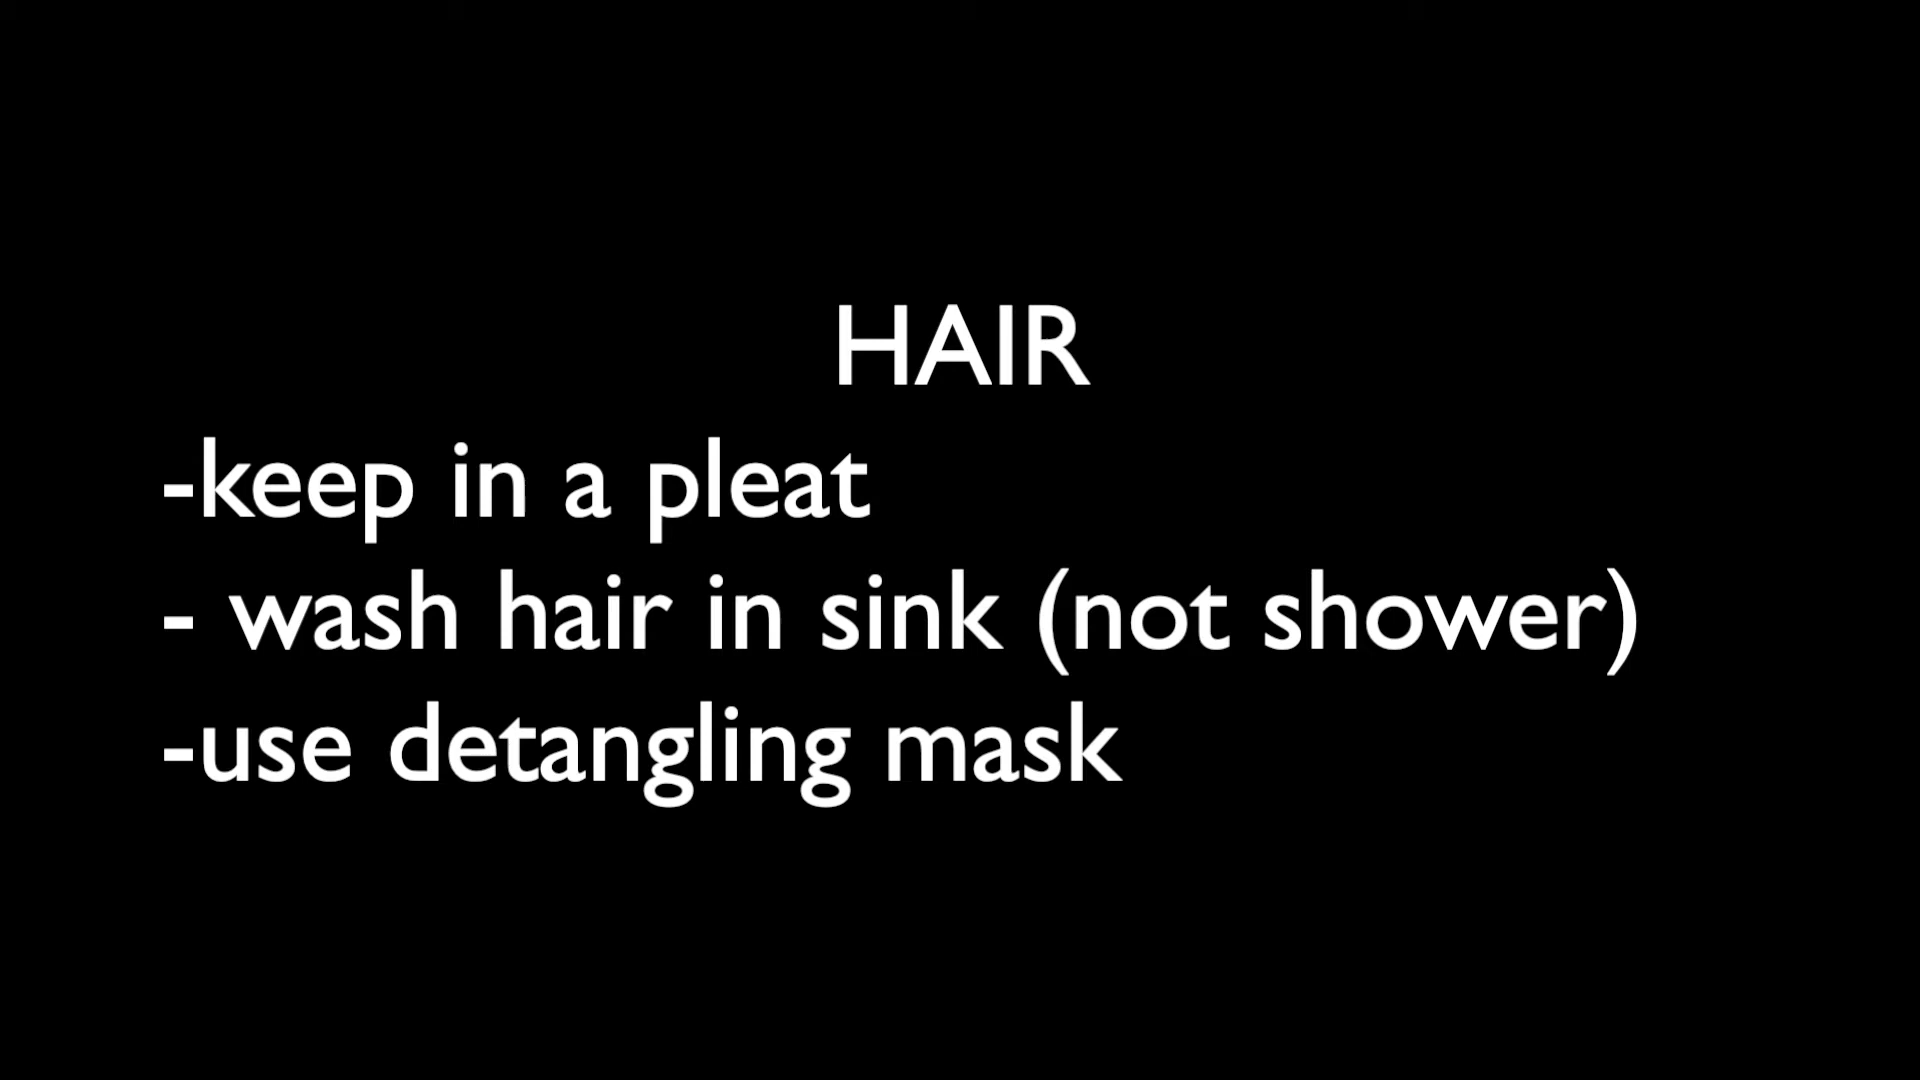 HAIR
-keep in a pleat
- wash hair in sink (not shower)
-use detangling mask